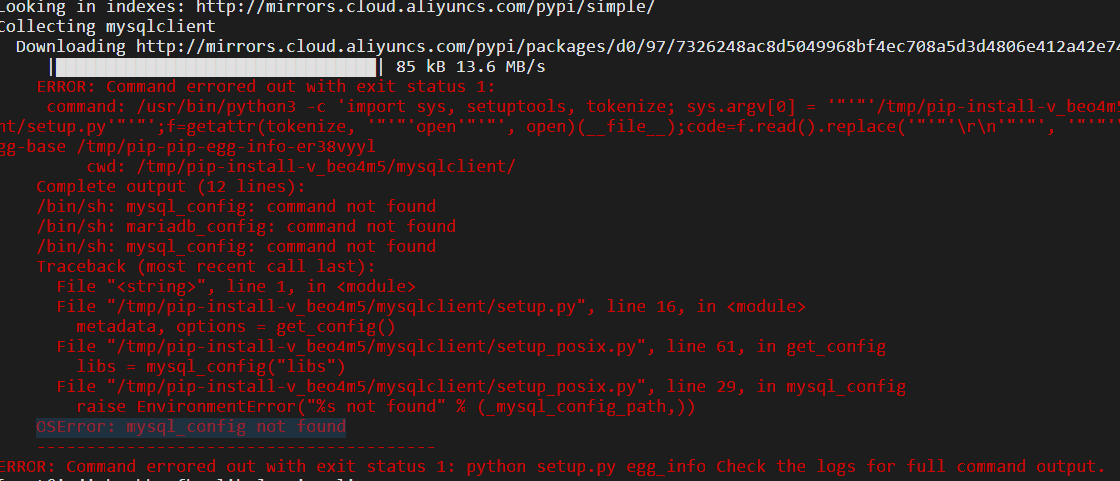 Looking in indexes: http://mirrors.cloud.aliyuncs.com/pypi/simple/
Collecting mysqlclient
Downloading http://mirrors.cloud.aliyuncs.com/pypi/packages/d0/97/7326248ac8d5049968bf4ec708a5d3d4806e412a42e74
|████████████████████████████████| 85 kB 13.6 MB/s
ERROR: Command errored out with exit status 1:
command: /usr/bin/python3 -c 'import sys, setuptools, tokenize; sys.argv[0] = '"'"'/tmp/pip-install-v_beo4m5
nt/setup.py'"'"';f=getattr(tokenize, '"'"'open'"'"', open)(__file__);code=f.read().replace('"'"'\r\n'"'"', '"'"'\
gg-base /tmp/pip-pip-egg-info-er38vyyl
cwd: /tmp/pip-install-v_beo4m5/mysqlclient/
Complete output (12 lines):
/bin/sh: mysql_config: command not found
/bin/sh: mariadb_config: command not found
/bin/sh: mysql_config: command not found
Traceback (most recent call last):
File "<string>", line 1, in <module>
File "/tmp/pip-install-v_beo4m5/mysqlclient/setup.py", line 16, in <module>
metadata, options = get_config()
File "/tmp/pip-install-v_beo4m5/mysqlclient/setup_posix.py", line 61, in get_config
libs = mysql_config("libs")
File "/tmp/pip-install-v_beo4m5/mysqlclient/setup_posix.py", line 29, in mysql_config
raise EnvironmentError("%s not found" % (_mysql_config_path,))
OSError: mysql_config not found
----------------------------------------
ERROR: Command errored out with exit status 1: python setup.py egg_info Check the logs for full command output.